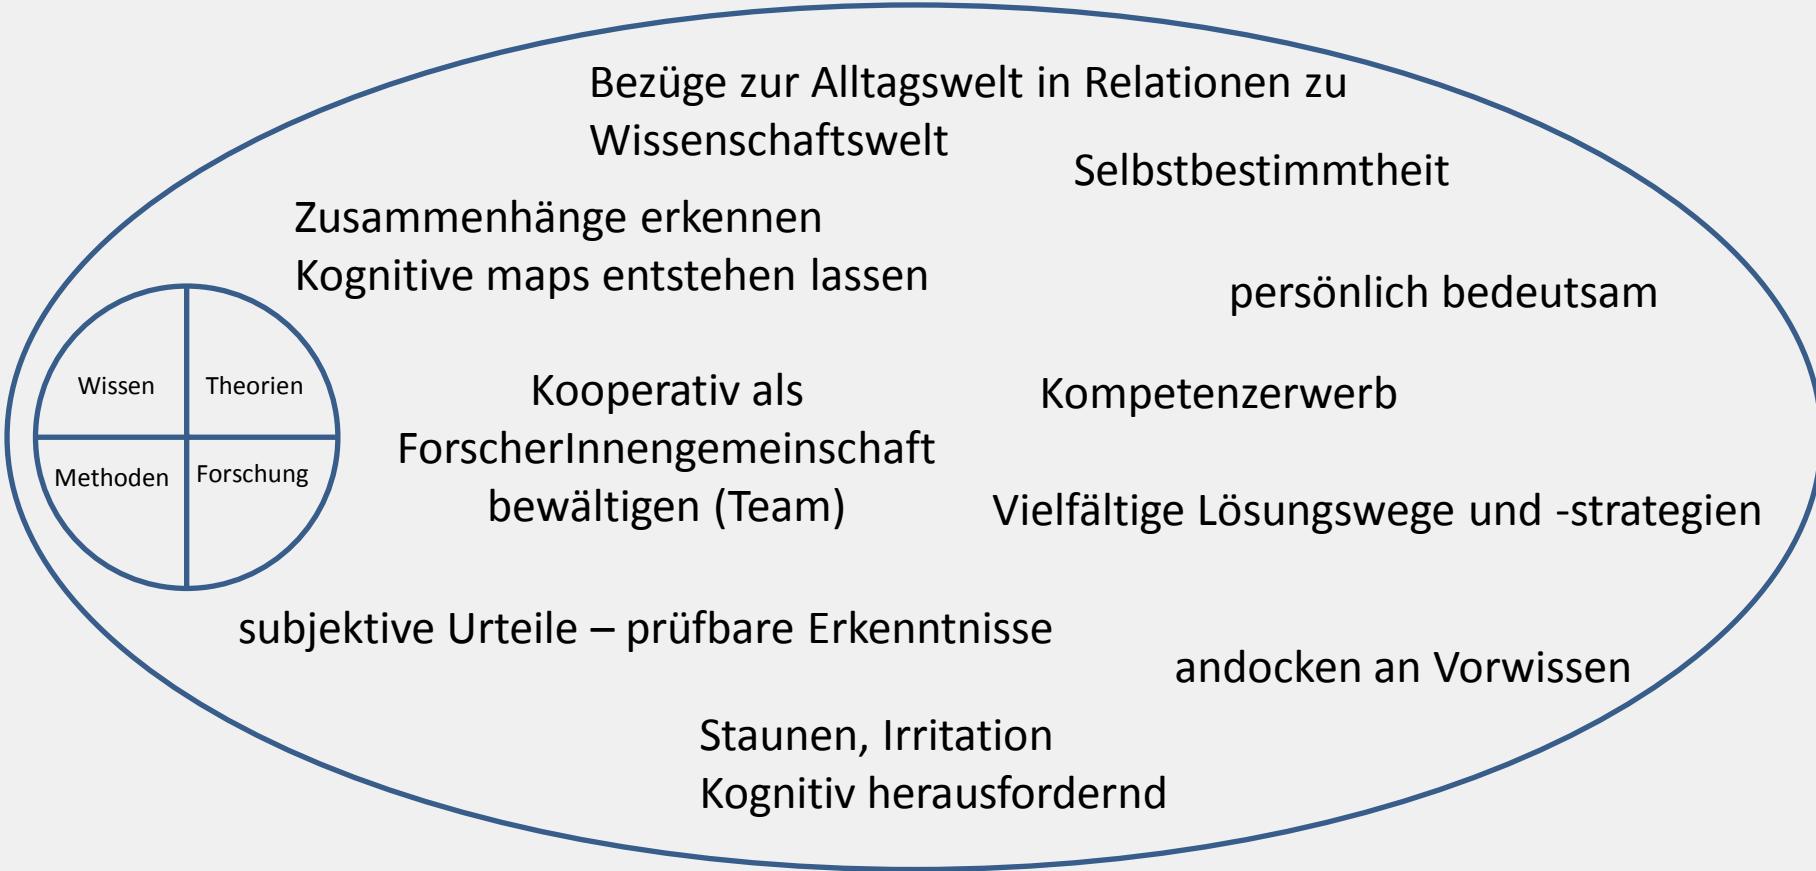 Bezüge zur Alltagswelt in Relationen zu
Wissenschaftswelt
Selbstbestimmtheit
Zusammenhänge erkennen
Kognitive maps entstehen lassen
persönlich bedeutsam
Wissen
Theorien
Methoden
Forschung
Kooperativ als
ForscherInnengemeinschaft
bewältigen (Team)
Kompetenzerwerb
Vielfältige Lösungswege und -strategien
subjektive Urteile – prüfbare Erkenntnisse
andocken an Vorwissen
Staunen, Irritation
Kognitiv herausfordernd